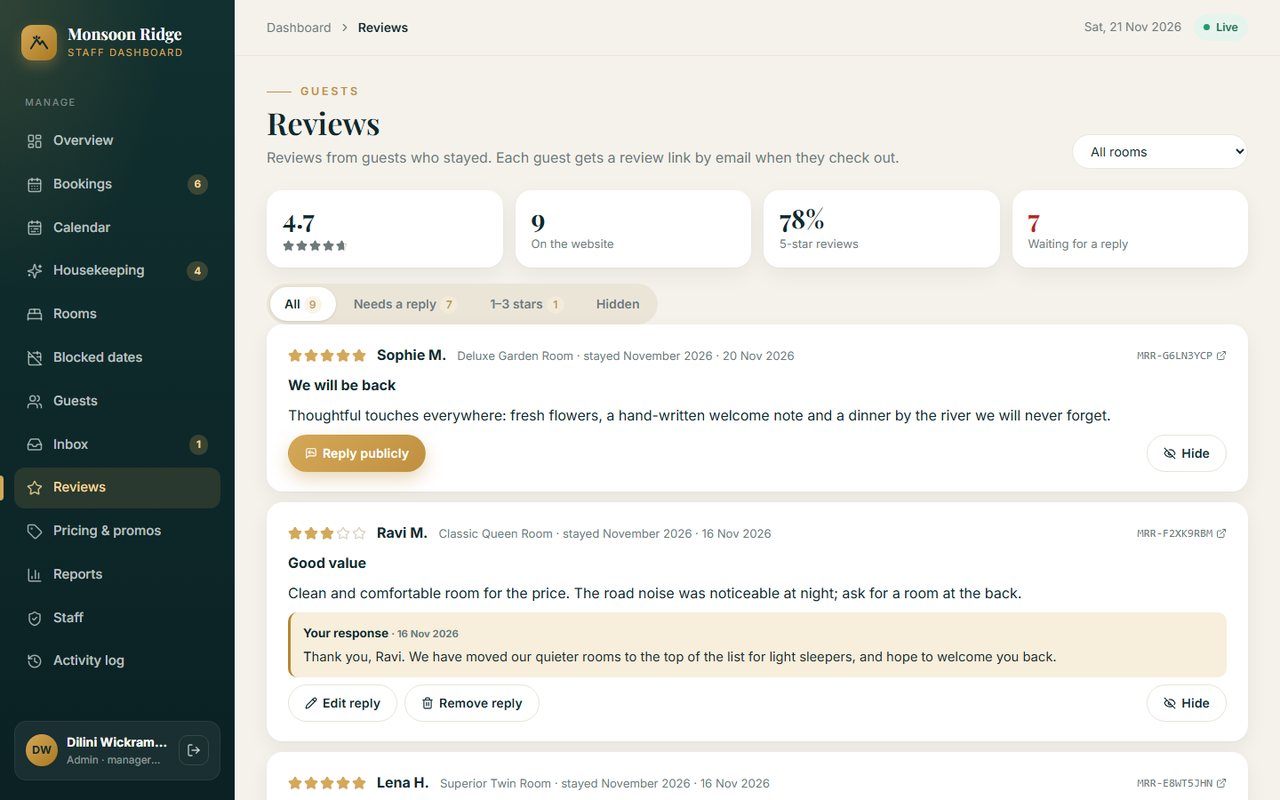 Monsoon Ridge
STAFF DASHBOARD
MANAGE
Overview
Bookings 6
Calendar
Housekeeping 4
Rooms
Blocked dates
Guests
Inbox 1
Reviews
Pricing & promos
Reports
Staff
Activity log
DW
Dilini Wickram...
Admin · manager...
Dashboard > Reviews
Sat, 21 Nov 2026
Live
GUESTS
Reviews
Reviews from guests who stayed. Each guest gets a review link by email when they check out.
All rooms
4.7
9
On the website
78%
5-star reviews
7
Waiting for a reply
All 9
Needs a reply 7
1–3 stars 1
Hidden
Sophie M. Deluxe Garden Room · stayed November 2026 · 20 Nov 2026
MRR-G6LN3YCP
We will be back
Thoughtful touches everywhere: fresh flowers, a hand-written welcome note and a dinner by the river we will never forget.
Reply publicly
Hide
Ravi M. Classic Queen Room · stayed November 2026 · 16 Nov 2026
MRR-F2XK9RBM
Good value
Clean and comfortable room for the price. The road noise was noticeable at night; ask for a room at the back.
Your response · 16 Nov 2026
Thank you, Ravi. We have moved our quieter rooms to the top of the list for light sleepers, and hope to welcome you back.
Edit reply
Remove reply
Hide
Lena H. Superior Twin Room · stayed November 2026 · 16 Nov 2026
MRR-E8WT5JHN